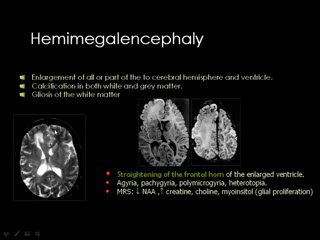 Hemimegalencephaly
Enlargement of all or part of the to cerebral hemisphere and ventricle.
Calcification in both white and grey matter.
Gliosis of the white matter
Straightening of the frontal horn of the enlarged ventricle.
Agyria, pachygyria, polymicrogyria, heterotopia.
MRS: ↓ NAA ,↑ creatine, choline, myoinsitol (glial proliferation)